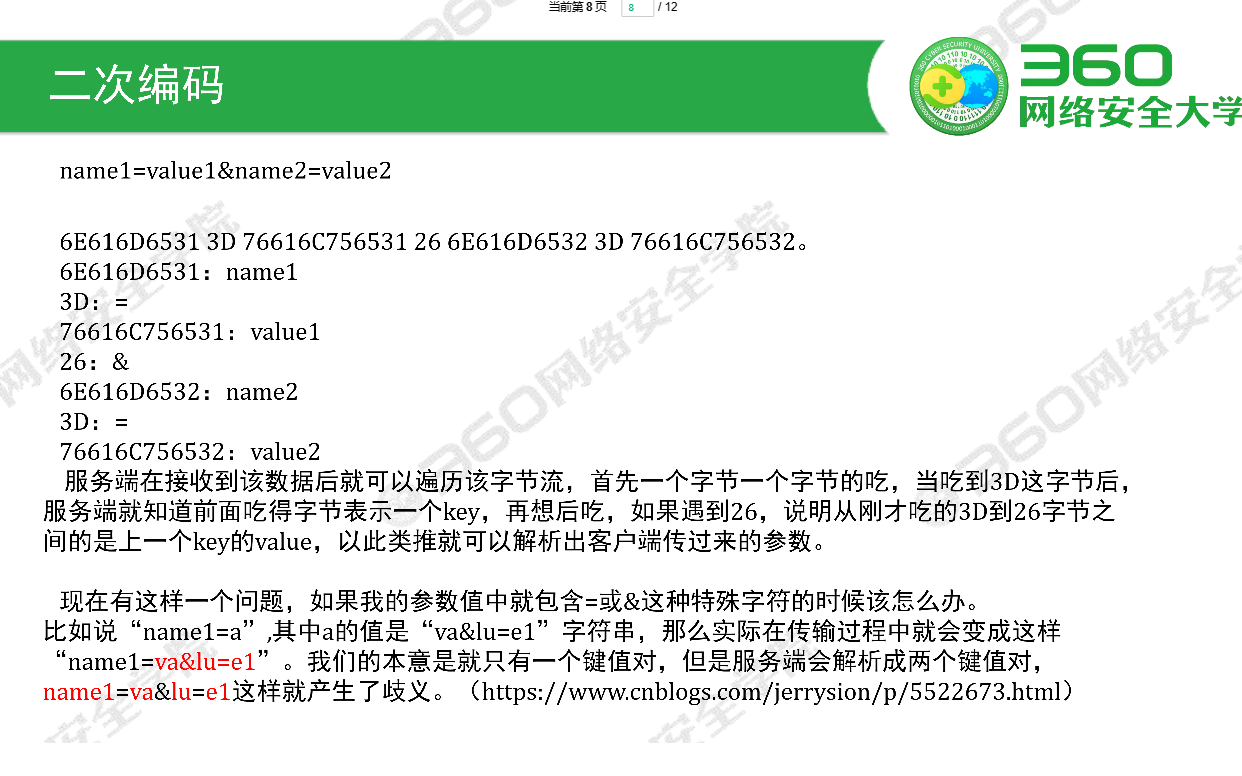 当前第8页 8 / 12
二次编码
360
网络安全大学
name1=value1&name2=value2
6E616D6531 3D 76616C756531 26 6E616D6532 3D 76616C756532。
6E616D6531：name1
3D：=
76616C756531：value1
26：&
6E616D6532：name2
3D：=
76616C756532：value2
服务端在接收到该数据后就可以遍历该字节流，首先一个字节一个字节的吃，当吃到3D这字节后，
服务端就知道前面吃得字节表示一个key，再想后吃，如果遇到26，说明从刚才吃的3D到26字节之
间的是上一个key的value，以此类推就可以解析出客户端传过来的参数。
现在有这样一个问题，如果我的参数值中就包含=或&这种特殊字符的时候该怎么办。
比如说“name1=a”,其中a的值是“va&lu=e1”字符串，那么实际在传输过程中就会变成这样
“name1=va&lu=e1”。我们的本意是就只有一个键值对，但是服务端会解析成两个键值对，
name1=va&lu=e1这样就产生了歧义。（https://www.cnblogs.com/jerrysion/p/5522673.html）